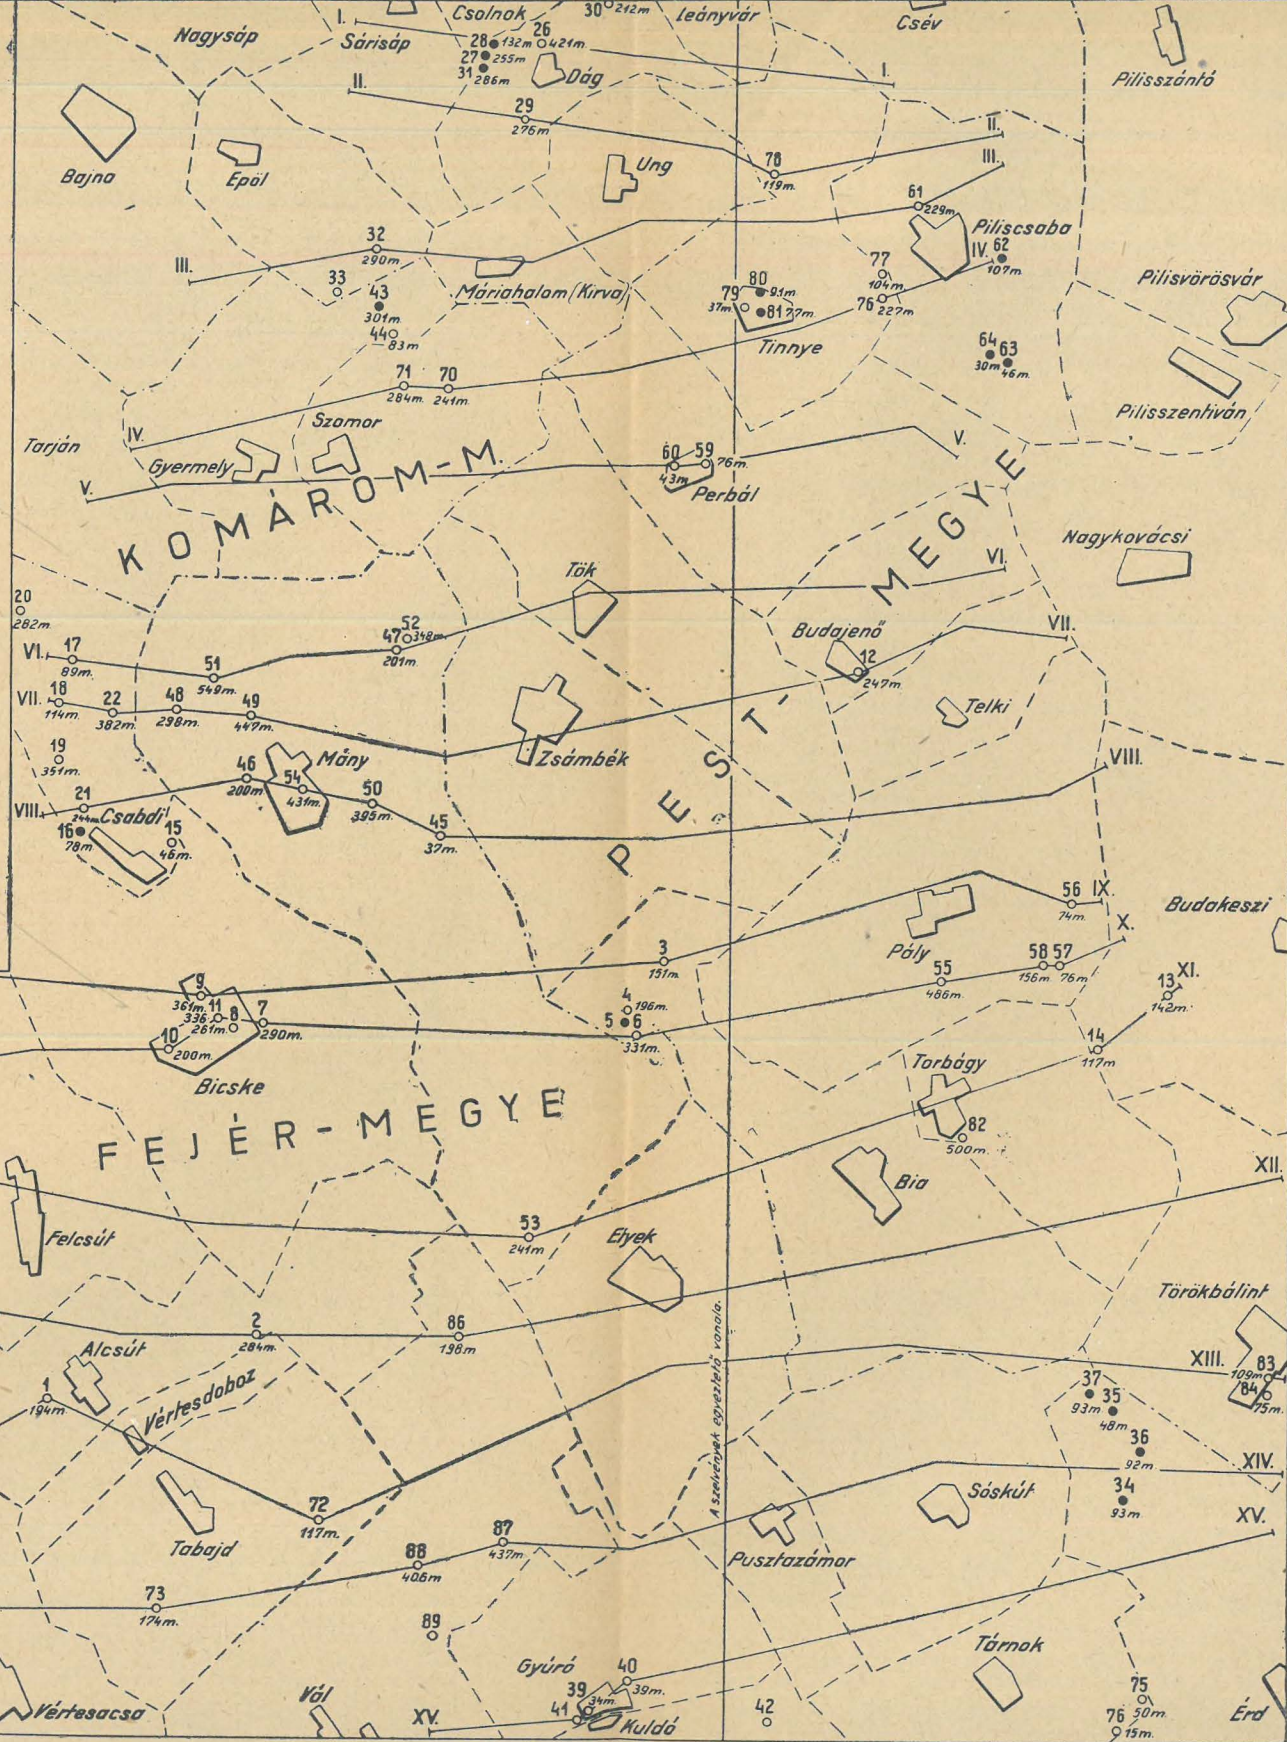 Csolnok
30 212m
Leányvár
Csév
I.
Nagysáp
Sárisáp
28 132m
26 421m
27 255m
31 286m
Dág
I.
Pilisszántó
II.
29
276m
II.
Bajna
Epöl
Ung
78
119m.
III.
61
229m
Piliscsaba
32
290m
III.
IV. 62
107m
33
43
301m
44
83m
Máriahalom (Kirva)
77
104m
76 227m
80 91m
79
37m
81 77m
Tinnye
Pilisvörösvár
64 63
30m 46m.
Pilisszentiván
71 70
284m. 241m.
Szomor
Tarján
IV.
Gyermely
V.
KOMÁROM-M.
60 59
43m
76m.
Perbál
V.
MEGYE
Nagykovácsi
VI.
Tök
20
282m.
52
348m
47
201m.
VI. 17
89m.
51
549m.
Budajenő
VII.
12
247m
VII. 18
114m
22
382m
48
298m.
49
447m.
Telki
Zsámbék
PEST-
19
351m.
46
200m
Mány
54
431m.
50
395m
VIII.
VIII. 21
244m
Csabdi
16
78m
15
46m.
45
37m.
56 IX.
74m.
Budakeszi
X.
Pály
3
151m.
58 57
156m. 76m
55
486m.
13 XI.
142m
9
361m. 11
336
8
261m.
7
290m.
10
200m.
Bicske
4
196m.
5 6
331m.
14
117m
Torbágy
FEJÉR-MEGYE
82
500m.
Bia
XII.
Felcsút
53
241m
Etyek
Törökbálint
2
284m.
86
198m.
Alcsút
A szelvények egyeztető vonala.
1
194m.
Vértesdoboz
XIII.
83
109m
84
75m.
37
93m
35
48m
36
92m
34
93m
XIV.
Sóskút
XV.
Tabajd
72
117m.
87
437m
88
406m
Pusztazámor
73
174m.
89
Gyúró
40
39m.
39
34m.
41
Kuldó
42
Tárnok
75
50m.
76
15m.
Érd
Vértesacsa
Vál
XV.